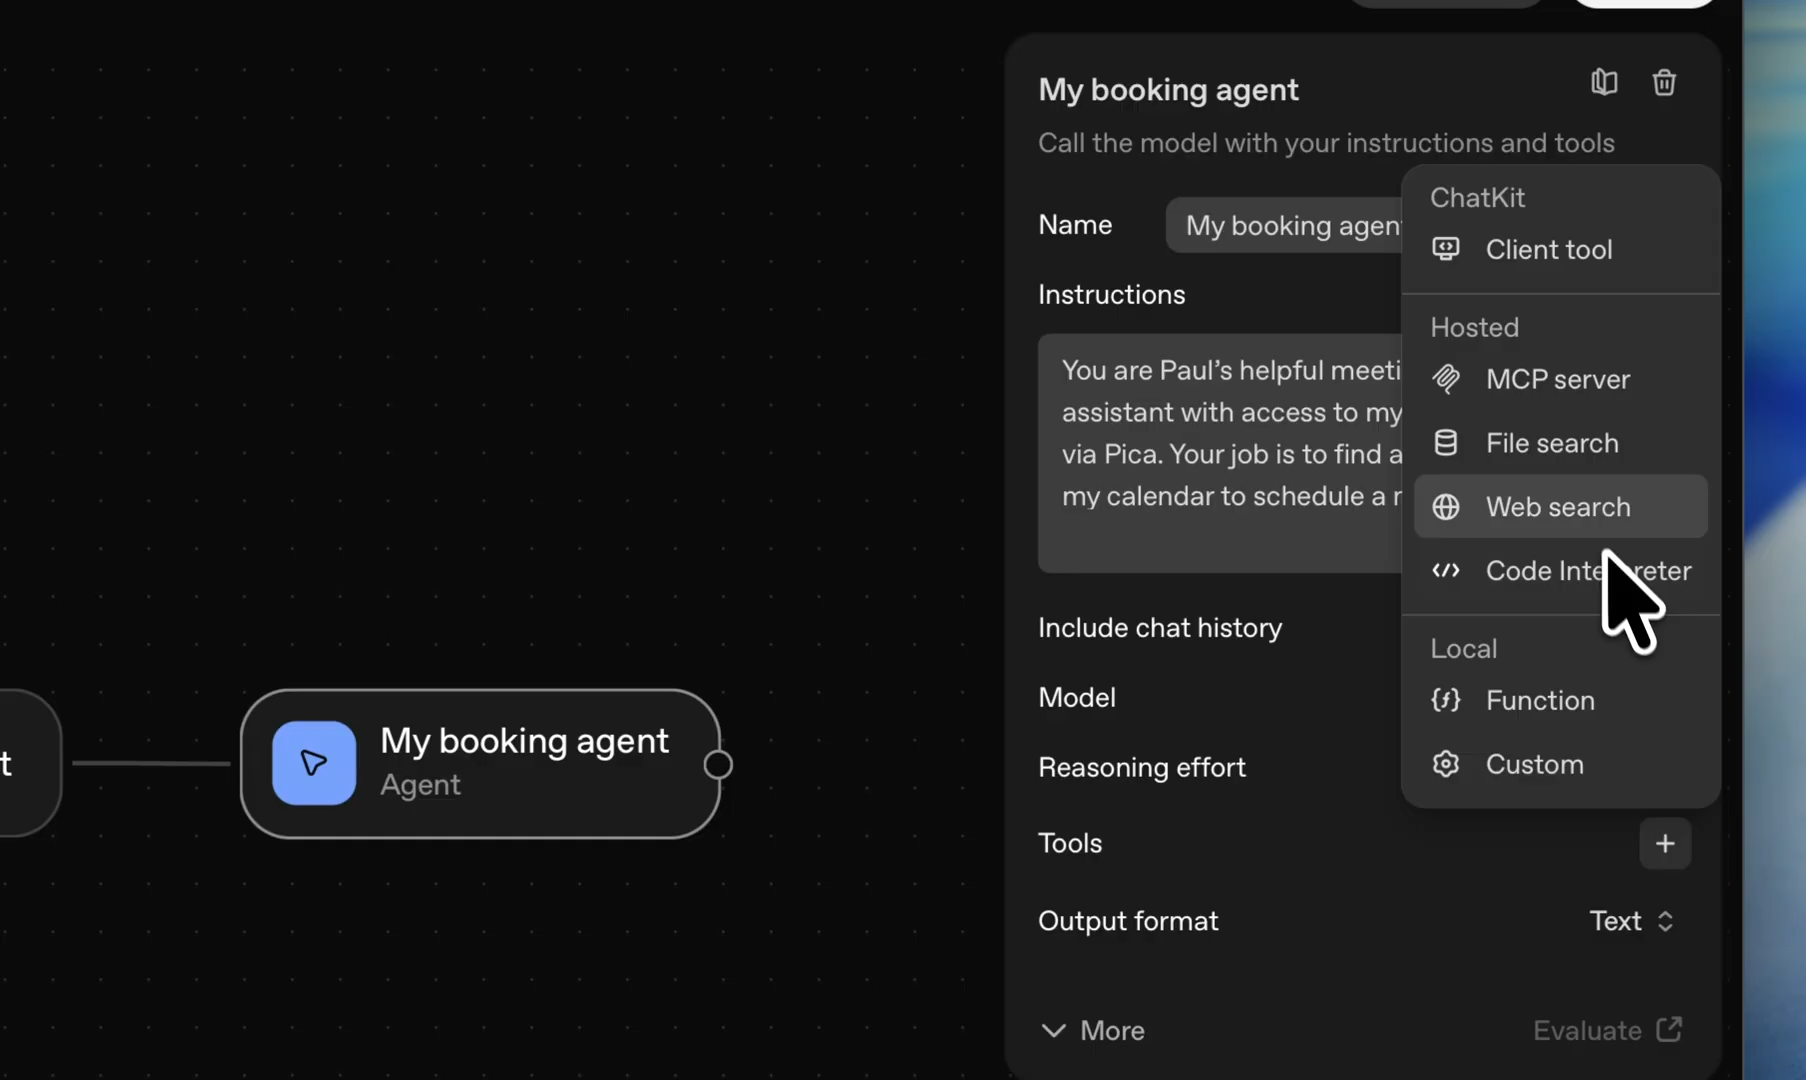 My booking agent
Call the model with your instructions and tools
Name
My booking agen
Instructions
You are Paul's helpful meeti
assistant with access to my
via Pica. Your job is to find a
my calendar to schedule a
Include chat history
Model
Reasoning effort
Tools
Output format
Text
More
Evaluate
ChatKit
Client tool
Hosted
MCP server
File search
Web search
Code Interpreter
Local
Function
Custom
t
My booking agent
Agent